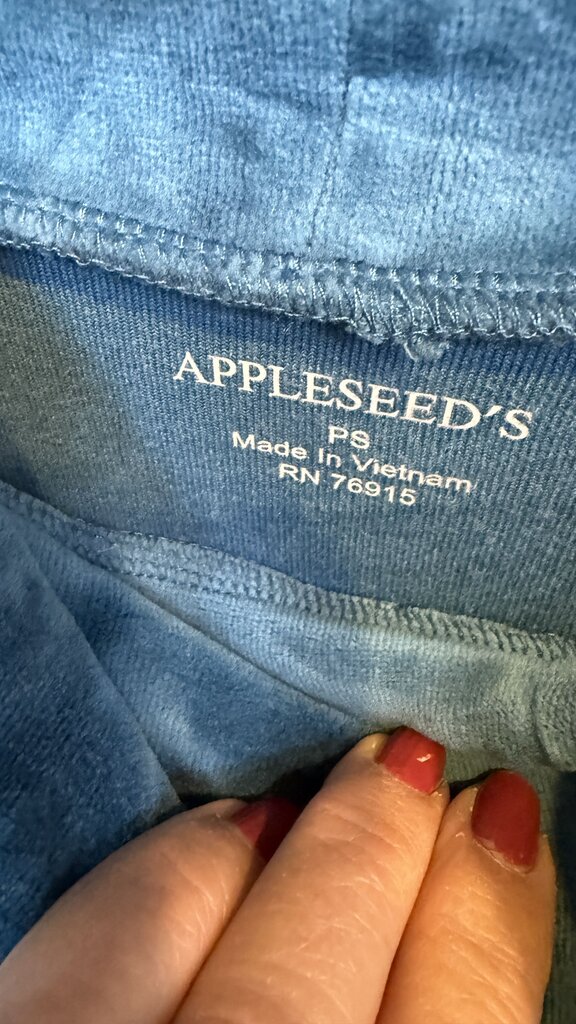 APPLESEED'S
PS
Made In Vietnam
RN 76915